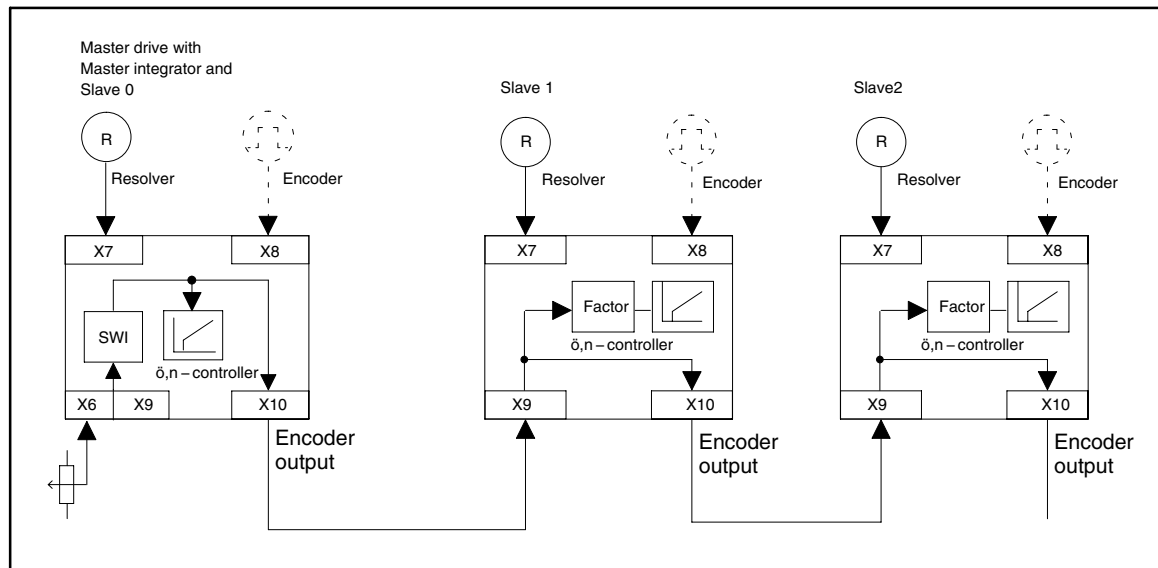 Master drive with
Master integrator and
Slave 0
Slave 1
Slave2
R
R
R
Resolver
Encoder
Resolver
Encoder
Resolver
Encoder
X7
X8
X7
X8
X7
X8
SWI
ö,n – controller
Factor
ö,n – controller
Factor
ö,n – controller
X6
X9
X10
X9
X10
X9
X10
Encoder
output
Encoder
output
Encoder
output